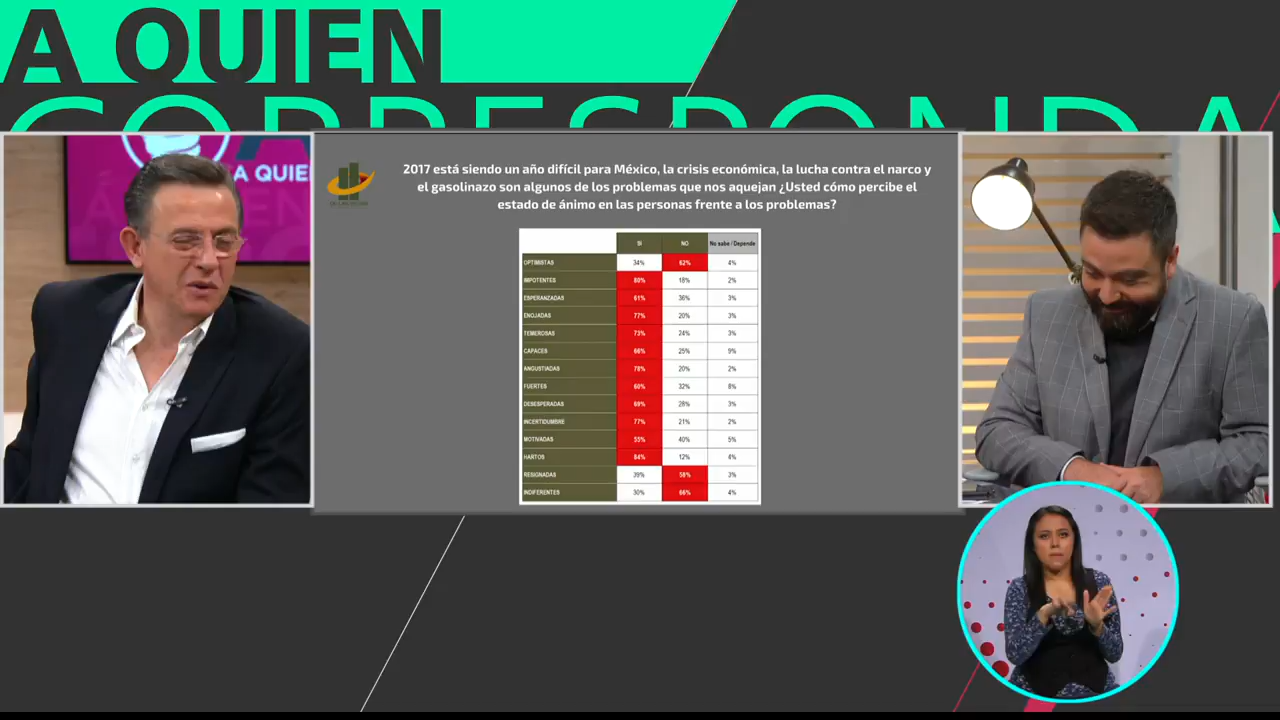 A QUIEN
CORRESPONDA
A QUIEN
2017 está siendo un año difícil para México, la crisis económica, la lucha contra el narco y
el gasolinazo son algunos de los problemas que nos aquejan ¿Usted cómo percibe el
estado de ánimo en las personas frente a los problemas?
SI NO No sabe / Depende
OPTIMISTAS 34% 62% 4%
IMPOTENTES 80% 18% 2%
ESPERANZADAS 61% 36% 3%
ENOJADAS 77% 20% 3%
TEMEROSAS 73% 24% 3%
CAPACES 66% 25% 9%
ANGUSTIADAS 78% 20% 2%
FUERTES 60% 32% 8%
DESESPERADAS 69% 28% 3%
INCERTIDUMBRE 77% 21% 2%
MOTIVADAS 55% 40% 5%
HARTOS 84% 12% 4%
RESIGNADAS 39% 58% 3%
INDIFERENTES 30% 66% 4%